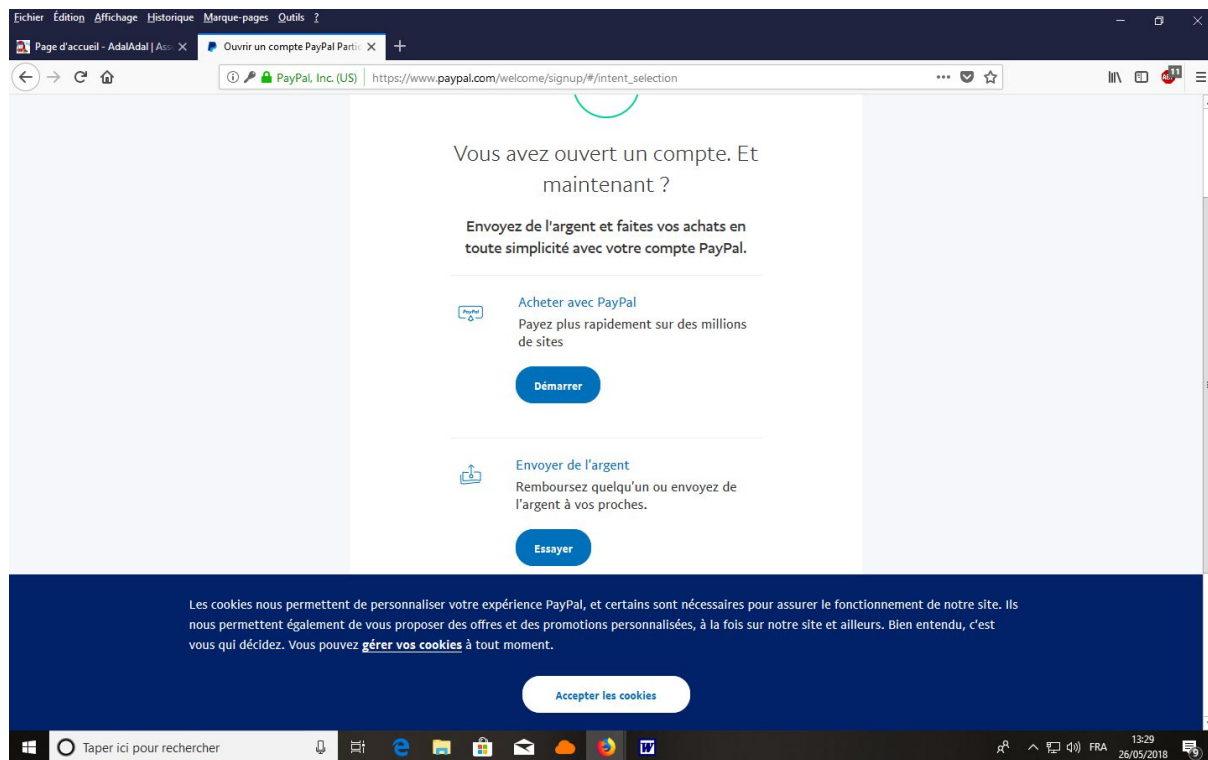 Fichier Édition Affichage Historique Marque-pages Outils ?
Page d'accueil - AdalAdal | Ass
Ouvrir un compte PayPal Partic
PayPal, Inc. (US)
https://www.paypal.com/welcome/signup/#/intent_selection
11
Vous avez ouvert un compte. Et
maintenant ?
Envoyez de l'argent et faites vos achats en
toute simplicité avec votre compte PayPal.
PayPal
Acheter avec PayPal
Payez plus rapidement sur des millions
de sites
Démarrer
Envoyer de l'argent
Remboursez quelqu'un ou envoyez de
l'argent à vos proches.
Essayer
Les cookies nous permettent de personnaliser votre expérience PayPal, et certains sont nécessaires pour assurer le fonctionnement de notre site. Ils
nous permettent également de vous proposer des offres et des promotions personnalisées, à la fois sur notre site et ailleurs. Bien entendu, c'est
vous qui décidez. Vous pouvez gérer vos cookies à tout moment.
Accepter les cookies
Taper ici pour rechercher
FRA
13:29
26/05/2018
9